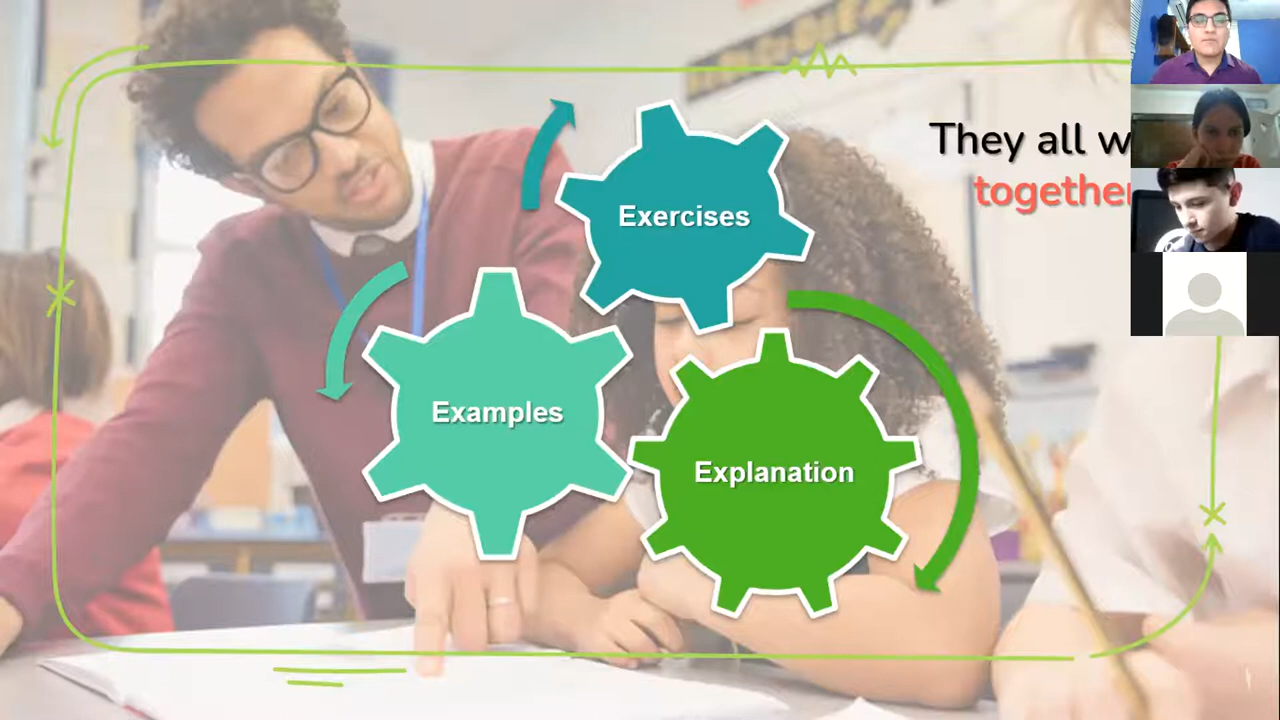 They all w
together
Exercises
Examples
Explanation